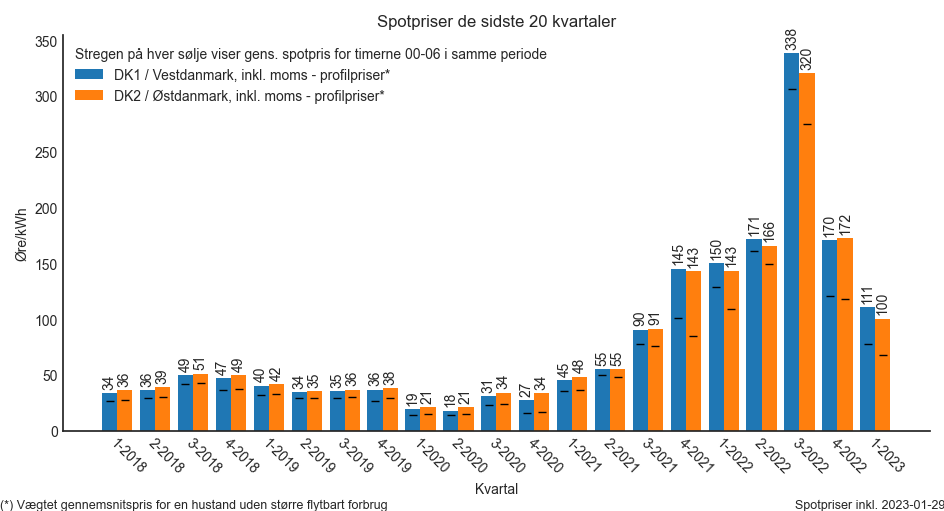 Spotpriser de sidste 20 kvartaler
350
300
250
200
150
100
50
0
Øre/kWh
Stregen på hver sølje viser gens. spotpris for timerne 00-06 i samme periode
DK1 / Vestdanmark, inkl. moms - profilpriser*
DK2 / Østdanmark, inkl. moms - profilpriser*
34 36 36 39 49 51 47 49 40 42 34 35 35 36 36 38 19 21 18 21 31 34 27 34 45 48 55 55 90 91 145 143 150 143 171 166 338 320 170 172 111 100
1-2018 2-2018 3-2018 4-2018 1-2019 2-2019 3-2019 4-2019 1-2020 2-2020 3-2020 4-2020 1-2021 2-2021 3-2021 4-2021 1-2022 2-2022 3-2022 4-2022 1-2023
Kvartal
(*) Vægtet gennemsnitspris for en hustand uden større flytbart forbrug
Spotpriser inkl. 2023-01-29